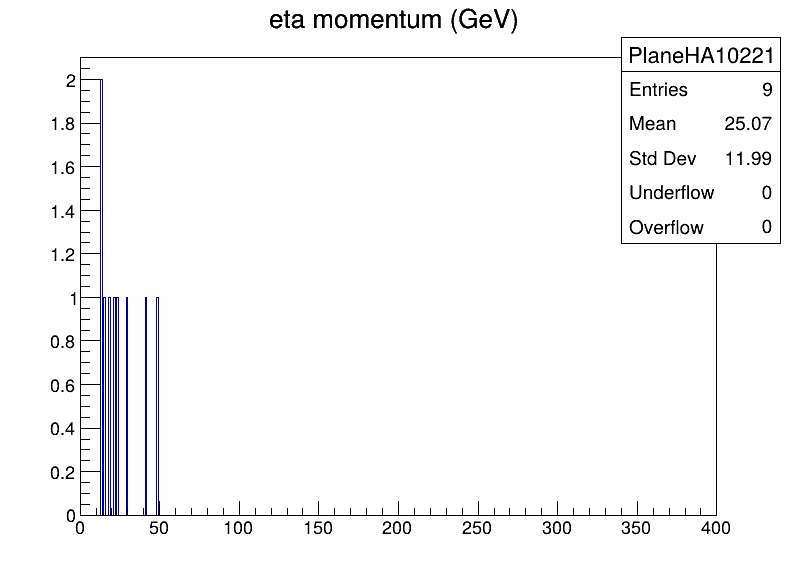 eta momentum (GeV)
PlaneHA10221
Entries 9
Mean 25.07
Std Dev 11.99
Underflow 0
Overflow 0
2
1.8
1.6
1.4
1.2
1
0.8
0.6
0.4
0.2
0
0 50 100 150 200 250 300 350 400